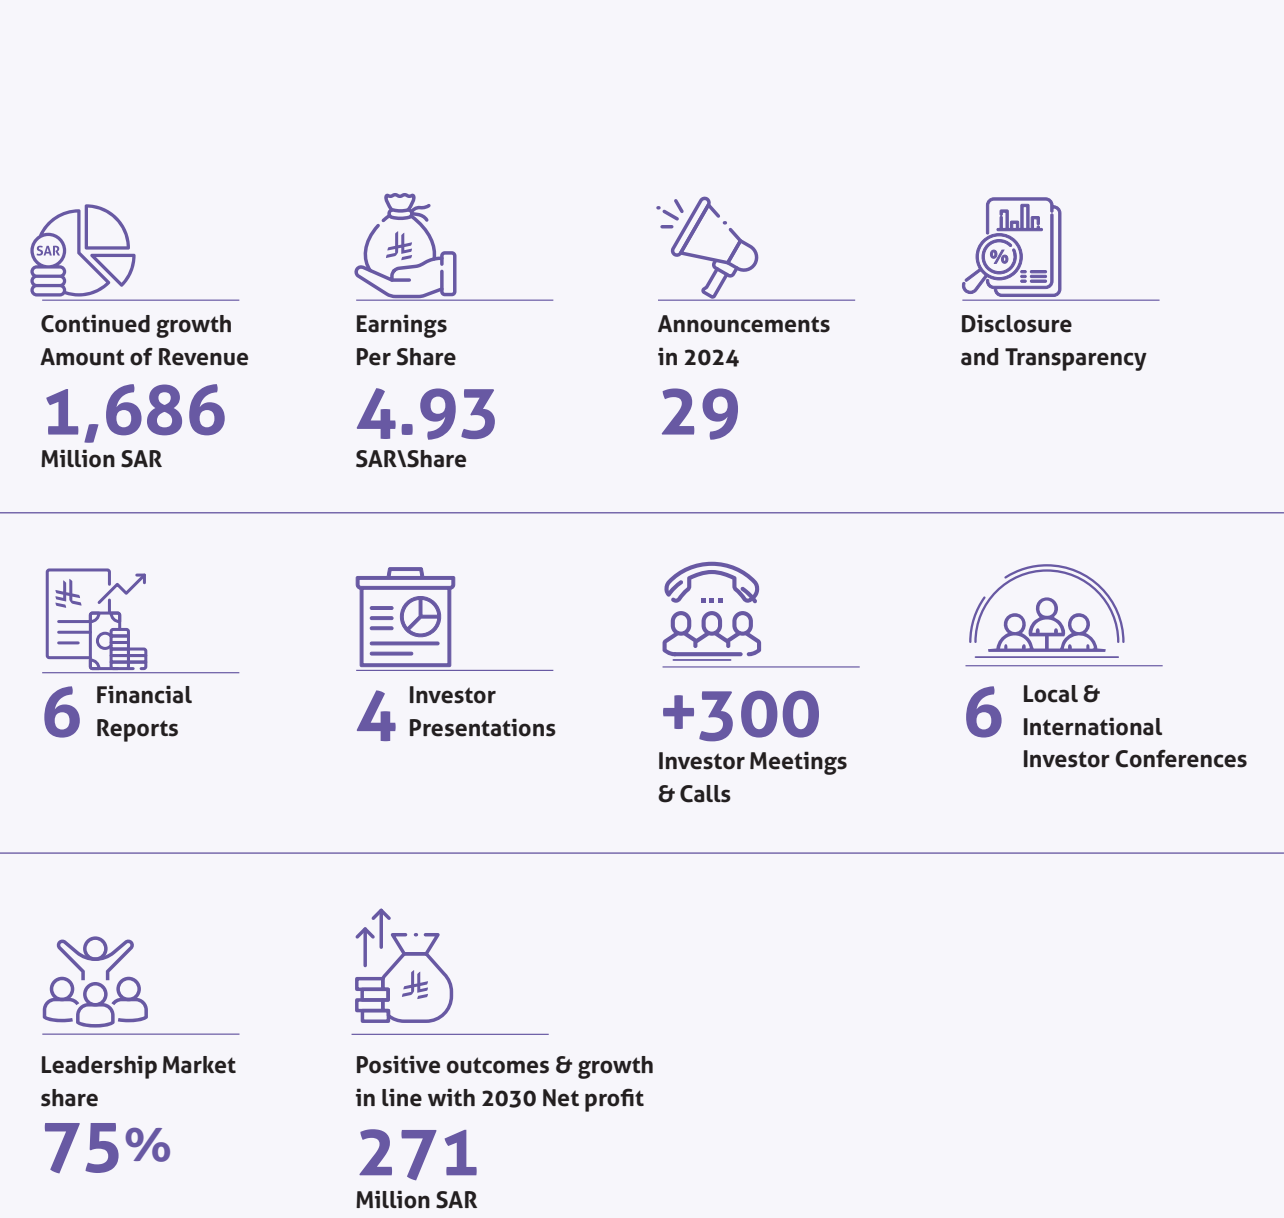 SAR
Continued growth
Amount of Revenue
1,686
Million SAR
Earnings
Per Share
4.93
SAR\Share
Announcements
in 2024
29
%
Disclosure
and Transparency
6
Financial
Reports
4
Investor
Presentations
+300
Investor Meetings
& Calls
6
Local &
International
Investor Conferences
Leadership Market
share
75%
Positive outcomes & growth
in line with 2030 Net profit
271
Million SAR